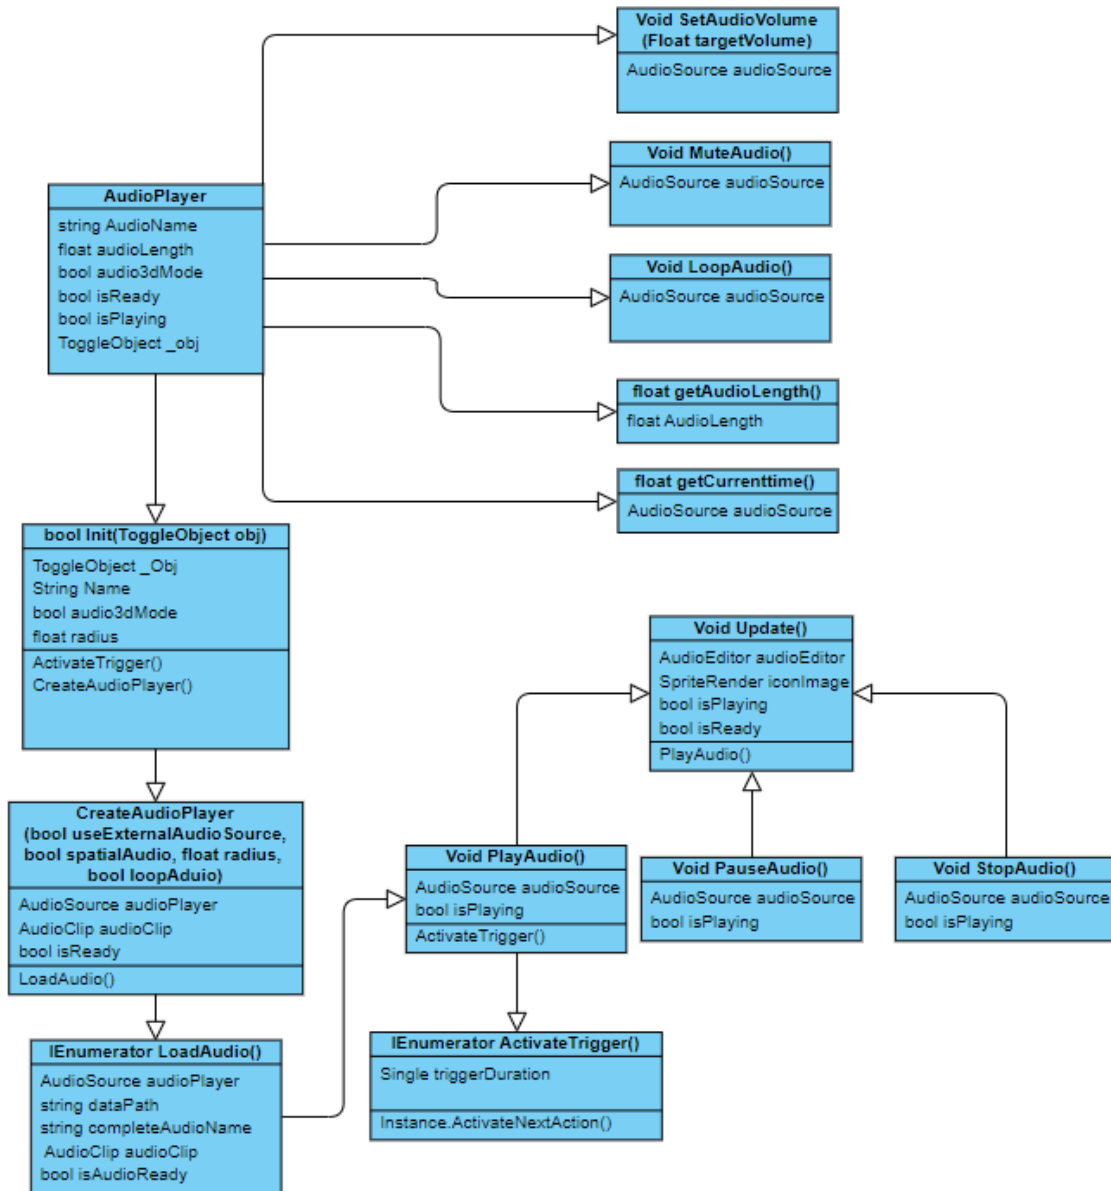 Void SetAudioVolume
(Float targetVolume)
AudioSource audioSource
Void MuteAudio()
AudioSource audioSource
AudioPlayer
string AudioName
float audioLength
bool audio3dMode
bool isReady
bool isPlaying
ToggleObject _obj
Void LoopAudio()
AudioSource audioSource
float getAudioLength()
float AudioLength
float getCurrenttime()
AudioSource audioSource
bool Init(ToggleObject obj)
ToggleObject _Obj
String Name
bool audio3dMode
float radius
ActivateTrigger()
CreateAudioPlayer()
Void Update()
AudioEditor audioEditor
SpriteRender iconImage
bool isPlaying
bool isReady
PlayAudio()
CreateAudioPlayer
(bool useExternalAudioSource,
bool spatialAudio, float radius,
bool loopAduio)
AudioSource audioPlayer
AudioClip audioClip
bool isReady
LoadAudio()
Void PlayAudio()
AudioSource audioSource
bool isPlaying
ActivateTrigger()
Void PauseAudio()
AudioSource audioSource
bool isPlaying
Void StopAudio()
AudioSource audioSource
bool isPlaying
IEnumerator LoadAudio()
AudioSource audioPlayer
string dataPath
string completeAudioName
AudioClip audioClip
bool isAudioReady
IEnumerator ActivateTrigger()
Single triggerDuration
Instance.ActivateNextAction()